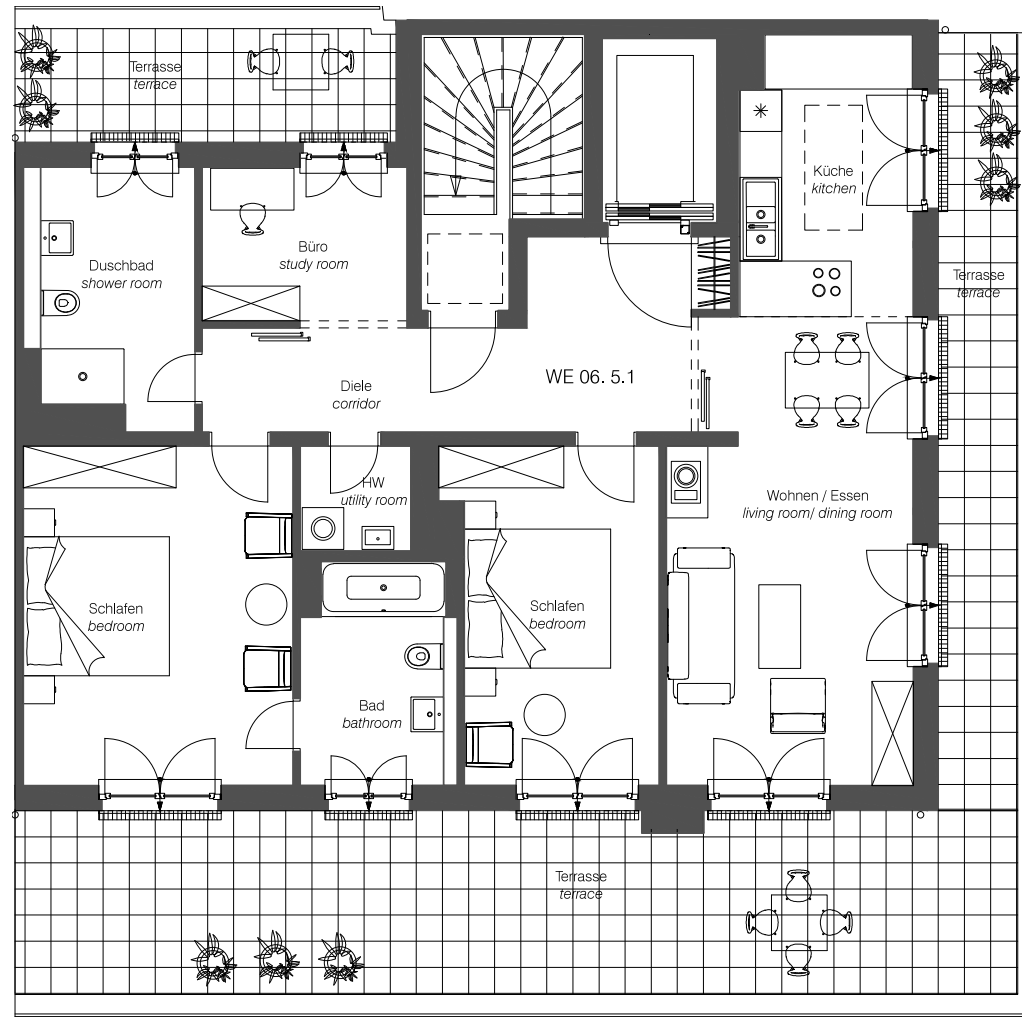 Terrasse
terrace
Küche
kitchen
Büro
study room
Duschbad
shower room
Terrasse
terrace
WE 06. 5.1
Diele
corridor
HW
utility room
Wohnen / Essen
living room/ dining room
Schlafen
bedroom
Schlafen
bedroom
Bad
bathroom
Terrasse
terrace